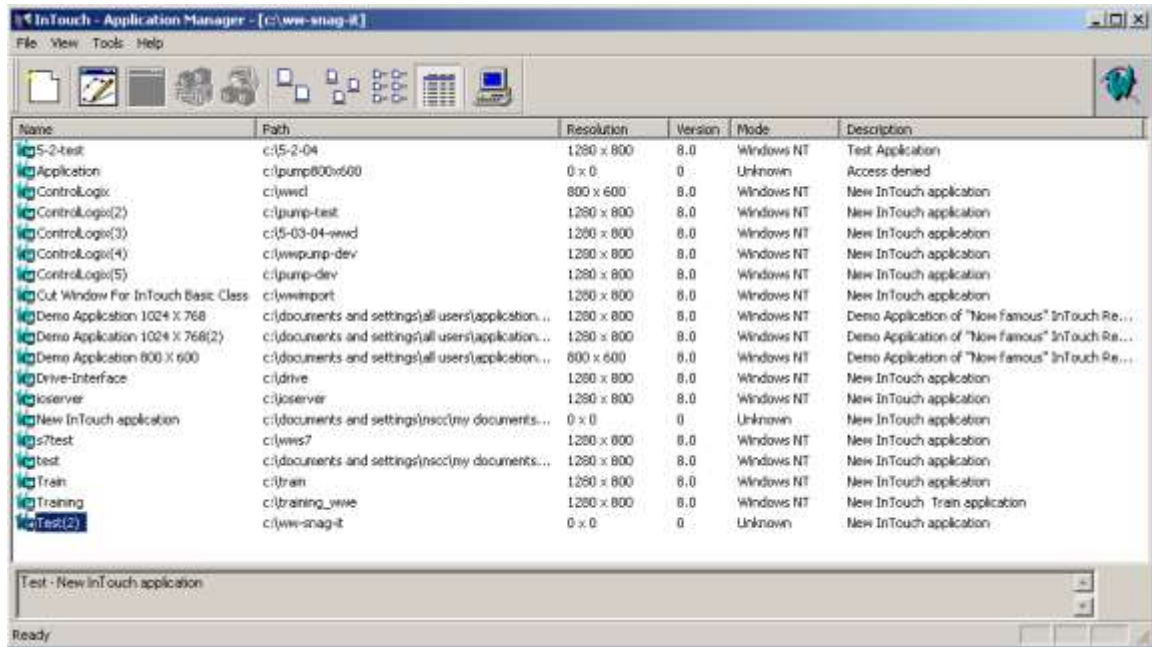 InTouch - Application Manager - [c:\ww-snag-it]
File View Tools Help
Name Path Resolution Version Mode Description
5-2-test c:\5-2-04 1280 x 800 8.0 Windows NT Test Application
Application c:\pump800x600 0 x 0 0 Unknown Access denied
ControlLogix c:\wwcl 800 x 600 8.0 Windows NT New InTouch application
ControlLogix(2) c:\pump-test 1280 x 800 8.0 Windows NT New InTouch application
ControlLogix(3) c:\5-03-04-wwcl 1280 x 800 8.0 Windows NT New InTouch application
ControlLogix(4) c:\wwpump-dev 1280 x 800 8.0 Windows NT New InTouch application
ControlLogix(5) c:\pump-dev 1280 x 800 8.0 Windows NT New InTouch application
Cut Window For InTouch Basic Class c:\wwimport 1280 x 800 8.0 Windows NT New InTouch application
Demo Application 1024 X 768 c:\documents and settings\all users\application... 1280 x 800 8.0 Windows NT Demo Application of "Now famous" InTouch Re...
Demo Application 1024 X 768(2) c:\documents and settings\all users\application... 1280 x 800 8.0 Windows NT Demo Application of "Now famous" InTouch Re...
Demo Application 800 X 600 c:\documents and settings\all users\application... 800 x 600 8.0 Windows NT Demo Application of "Now famous" InTouch Re...
Drive-Interface c:\drive 1280 x 800 8.0 Windows NT New InTouch application
ioserver c:\ioserver 1280 x 800 8.0 Windows NT New InTouch application
New InTouch application c:\documents and settings\nscc\my documents... 0 x 0 0 Unknown New InTouch application
s7test c:\wws7 1280 x 800 8.0 Windows NT New InTouch application
test c:\documents and settings\nscc\my documents... 1280 x 800 8.0 Windows NT New InTouch application
Train c:\train 1280 x 800 8.0 Windows NT New InTouch application
Training c:\training_wwe 1280 x 800 8.0 Windows NT New InTouch Train application
Test(2) c:\ww-snag-it 0 x 0 0 Unknown New InTouch application
Test - New InTouch application
Ready